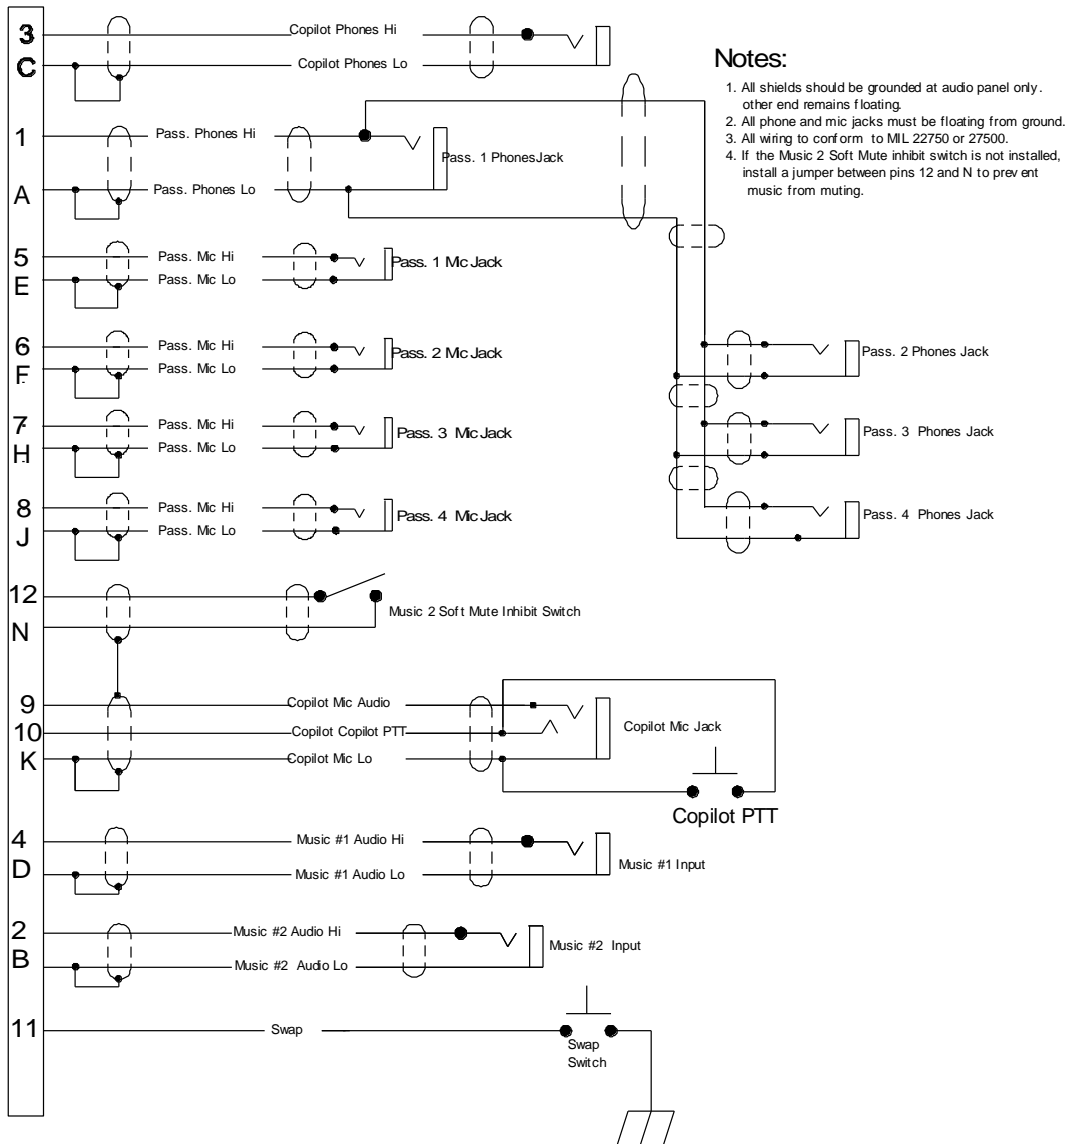 3
Copilot Phones Hi
C
Copilot Phones Lo
Notes:
1. All shields should be grounded at audio panel only.
other end remains floating.
2. All phone and mic jacks must be floating from ground.
3. All wiring to conform to MIL 22750 or 27500.
4. If the Music 2 Soft Mute inhibit switch is not installed,
install a jumper between pins 12 and N to prevent
music from muting.
1
Pass. Phones Hi
Pass. 1 Phones Jack
A
Pass. Phones Lo
5
Pass. Mic Hi
Pass. 1 Mic Jack
E
Pass. Mic Lo
6
Pass. Mic Hi
Pass. 2 Mic Jack
F
Pass. Mic Lo
Pass. 2 Phones Jack
7
Pass. Mic Hi
Pass. 3 Mic Jack
H
Pass. Mic Lo
Pass. 3 Phones Jack
8
Pass. Mic Hi
Pass. 4 Mic Jack
J
Pass. Mic Lo
Pass. 4 Phones Jack
12
Music 2 Soft Mute Inhibit Switch
N
9
Copilot Mic Audio
10
Copilot Copilot PTT
Copilot Mic Jack
K
Copilot Mic Lo
Copilot PTT
4
Music #1 Audio Hi
D
Music #1 Audio Lo
Music #1 Input
2
Music #2 Audio Hi
Music #2 Input
B
Music #2 Audio Lo
11
Swap
Swap
Switch